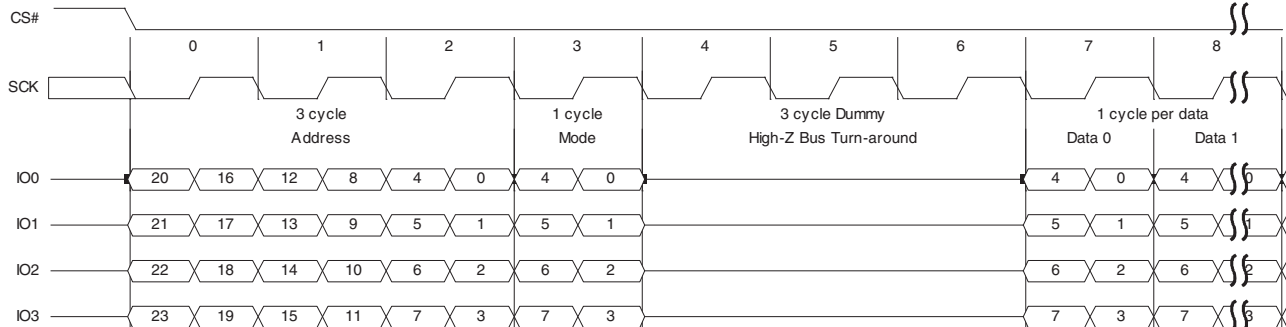 CS#
0 1 2 3 4 5 6 7 8
SCK
3 cycle 1 cycle 3 cycle Dummy 1 cycle per data
Address Mode High-Z Bus Turn-around Data 0 Data 1
IO0 20 16 12 8 4 0 4 0 4 0 4 0
IO1 21 17 13 9 5 1 5 1 5 1 5 1
IO2 22 18 14 10 6 2 6 2 6 2 6 2
IO3 23 19 15 11 7 3 7 3 7 3 7 3